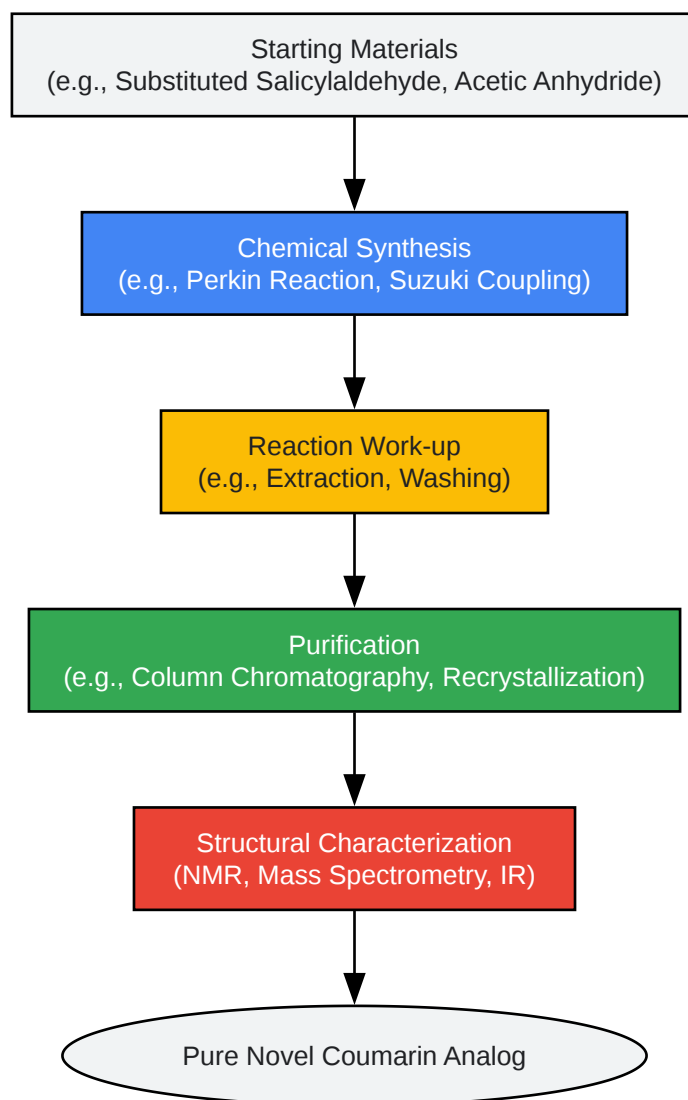 Starting Materials
(e.g., Substituted Salicylaldehyde, Acetic Anhydride)
Chemical Synthesis
(e.g., Perkin Reaction, Suzuki Coupling)
Reaction Work-up
(e.g., Extraction, Washing)
Purification
(e.g., Column Chromatography, Recrystallization)
Structural Characterization
(NMR, Mass Spectrometry, IR)
Pure Novel Coumarin Analog